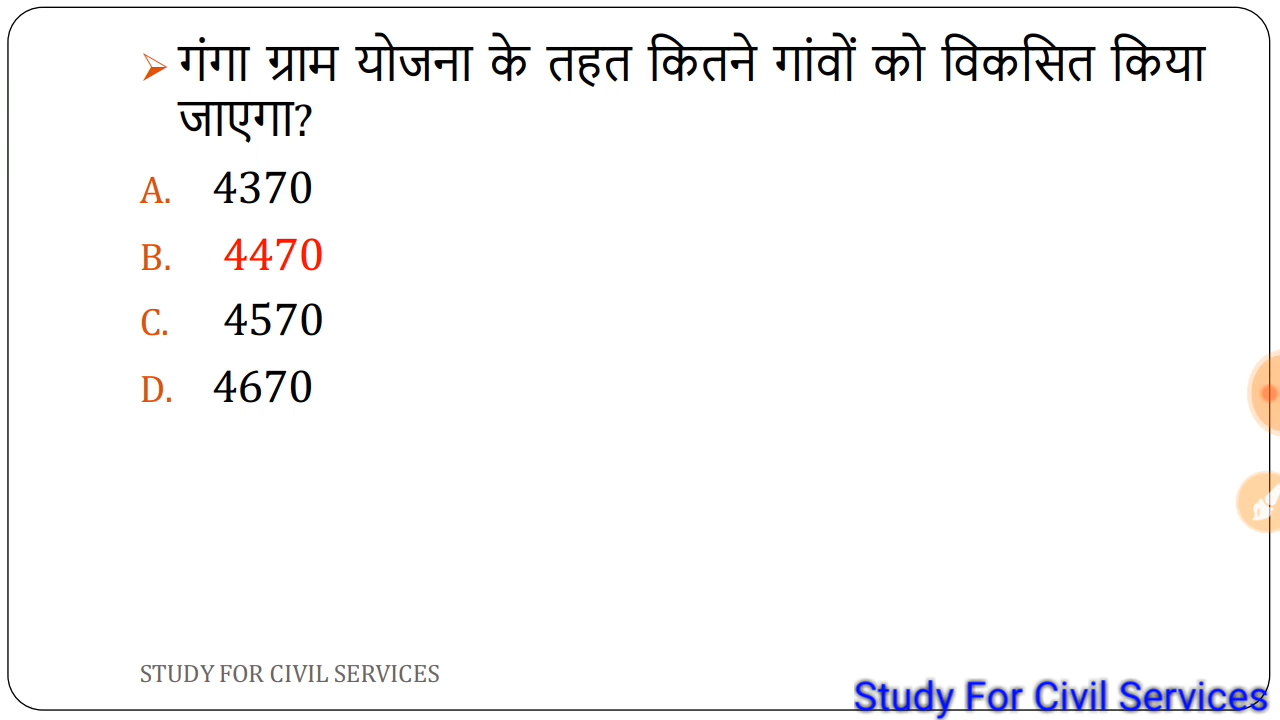 गंगा ग्राम योजना के तहत कितने गांवों को विकसित किया
जाएगा?
A. 4370
B. 4470
C. 4570
D. 4670
STUDY FOR CIVIL SERVICES
Study For Civil Services